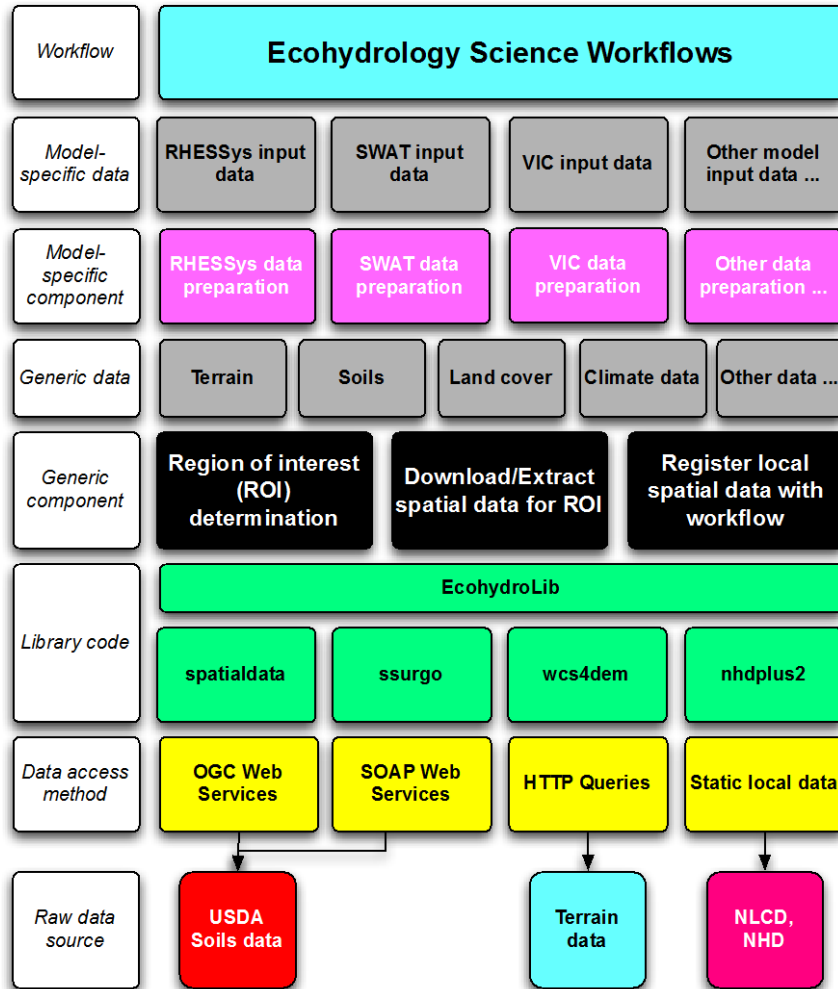 Workflow
Ecohydrology Science Workflows
Model-
specific data
RHESSys input
data
SWAT input
data
VIC input data
Other model
input data ...
Model-
specific
component
RHESSys data
preparation
SWAT data
preparation
VIC data
preparation
Other data
preparation ...
Generic data
Terrain
Soils
Land cover
Climate data
Other data ...
Generic
component
Region of interest
(ROI)
determination
Download/Extract
spatial data for ROI
Register local
spatial data with
workflow
Library code
EcohydroLib
spatialdata
ssurgo
wcs4dem
nhdplus2
Data access
method
OGC Web
Services
SOAP Web
Services
HTTP Queries
Static local data
Raw data
source
USDA
Soils data
Terrain
data
NLCD,
NHD